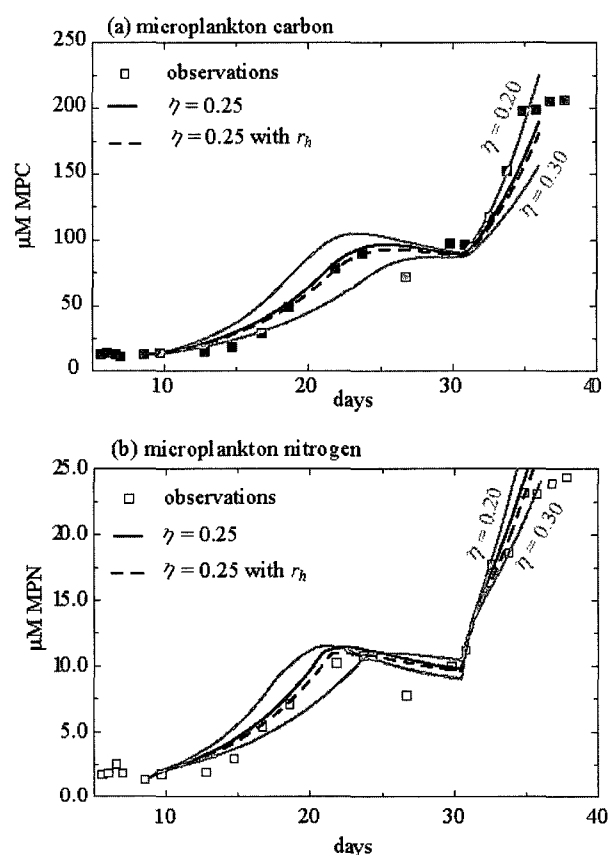 (a) microplankton carbon
250
200
150
100
50
0
µM MPC
observations
η = 0.25
η = 0.25 with r_h
η = 0.20
η = 0.30
10 20 30 40
days
(b) microplankton nitrogen
25.0
20.0
15.0
10.0
5.0
2.5
0.0
µM MPN
observations
η = 0.25
η = 0.25 with r_h
η = 0.20
η = 0.30
10 20 30 40
days